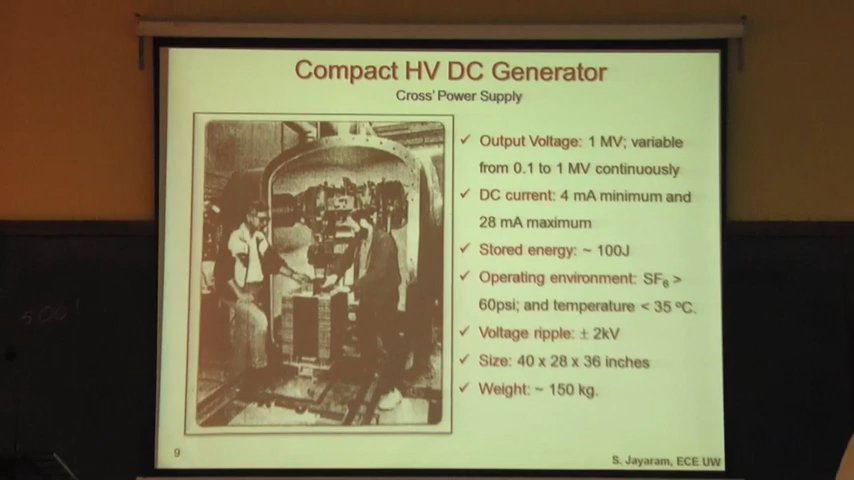 Compact HV DC Generator
Cross' Power Supply
✓ Output Voltage: 1 MV; variable
from 0.1 to 1 MV continuously
✓ DC current: 4 mA minimum and
28 mA maximum
✓ Stored energy: ~ 100J
✓ Operating environment: SF₆ >
60psi; and temperature < 35 ºC.
✓ Voltage ripple: ± 2kV
✓ Size: 40 x 28 x 36 inches
✓ Weight: ~ 150 kg.
9
S. Jayaram, ECE UW